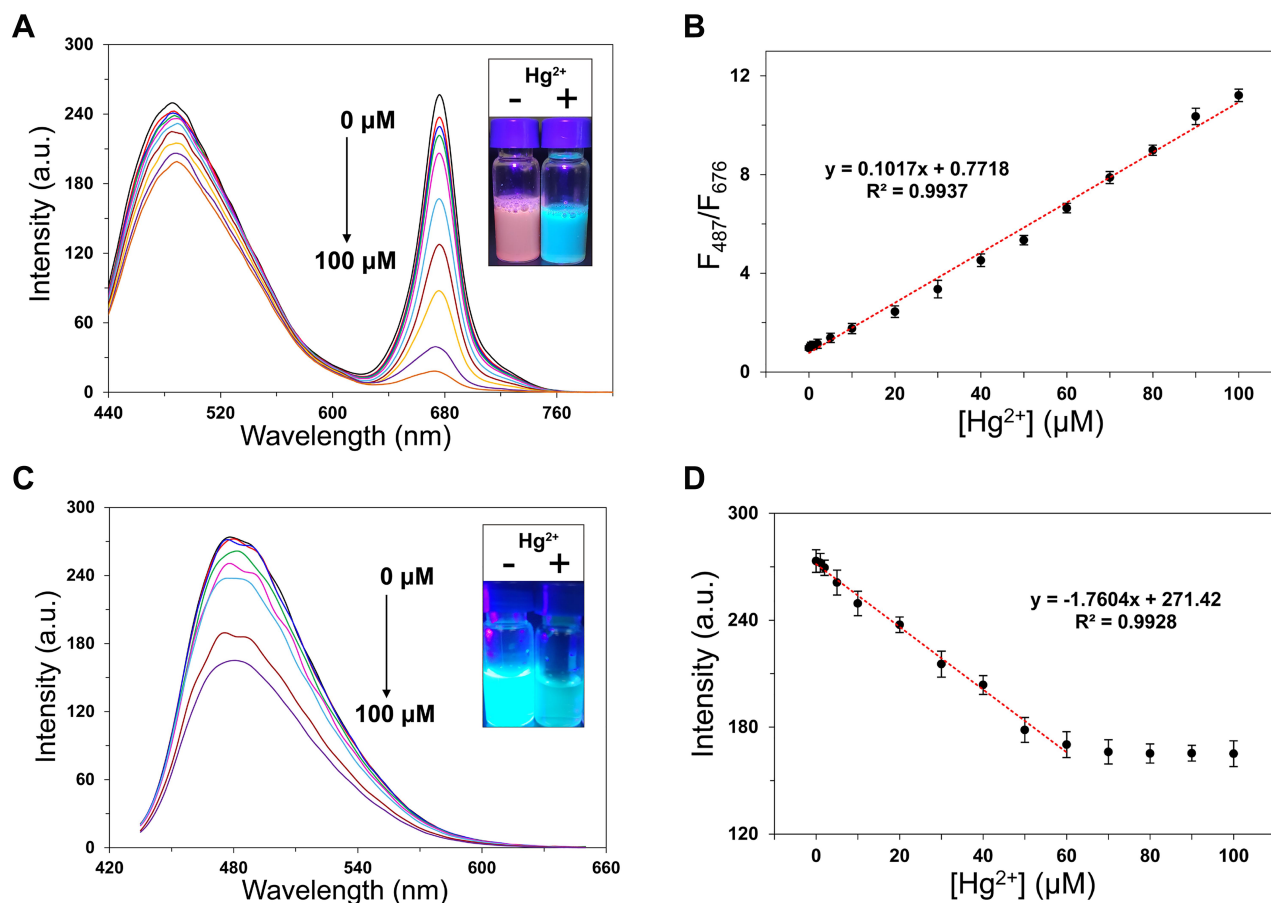 A
300
240
180
120
60
0
Intensity (a.u.)
440
520
600
680
760
Wavelength (nm)
0 µM
100 µM
Hg²⁺
- +
B
12
8
4
0
F₄₈₇/F₆₇₆
y = 0.1017x + 0.7718
R² = 0.9937
0
20
40
60
80
100
[Hg²⁺] (µM)
C
300
240
180
120
60
0
Intensity (a.u.)
420
480
540
600
660
Wavelength (nm)
0 µM
100 µM
Hg²⁺
- +
D
300
240
180
120
Intensity (a.u.)
y = -1.7604x + 271.42
R² = 0.9928
0
20
40
60
80
100
[Hg²⁺] (µM)